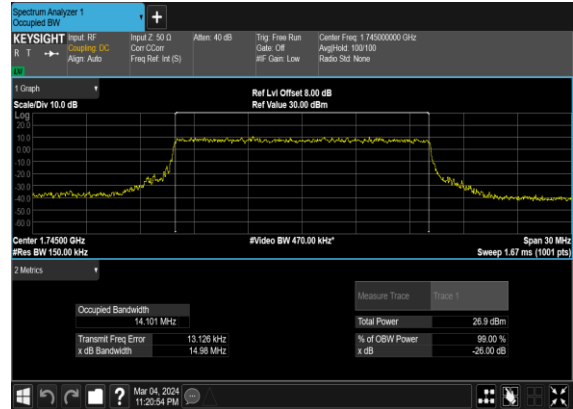 Spectrum Analyzer 1
Occupied BW
KEYSIGHT Input: RF Input Z: 50 Ω Atten: 40 dB Trig: Free Run Center Freq: 1.745000000 GHz
R T Coupling: DC Corr CCorr Gate: Off Avg|Hold: 100/100
Align: Auto Freq Ref: Int (S) #IF Gain: Low Radio Std: None
1 Graph
Scale/Div 10.0 dB
Ref Lvl Offset 8.00 dB
Ref Value 30.00 dBm
Log
20.0
10.0
0.00
-10.0
-20.0
-30.0
-40.0
-50.0
-60.0
Center 1.74500 GHz #Video BW 470.00 kHz* Span 30 MHz
#Res BW 150.00 kHz Sweep 1.67 ms (1001 pts)
2 Metrics
Measure Trace Trace 1
Occupied Bandwidth
14.101 MHz
Total Power 26.9 dBm
Transmit Freq Error 13.126 kHz % of OBW Power 99.00 %
x dB Bandwidth 14.98 MHz x dB -26.00 dB
?
Mar 04, 2024
11:20:54 PM